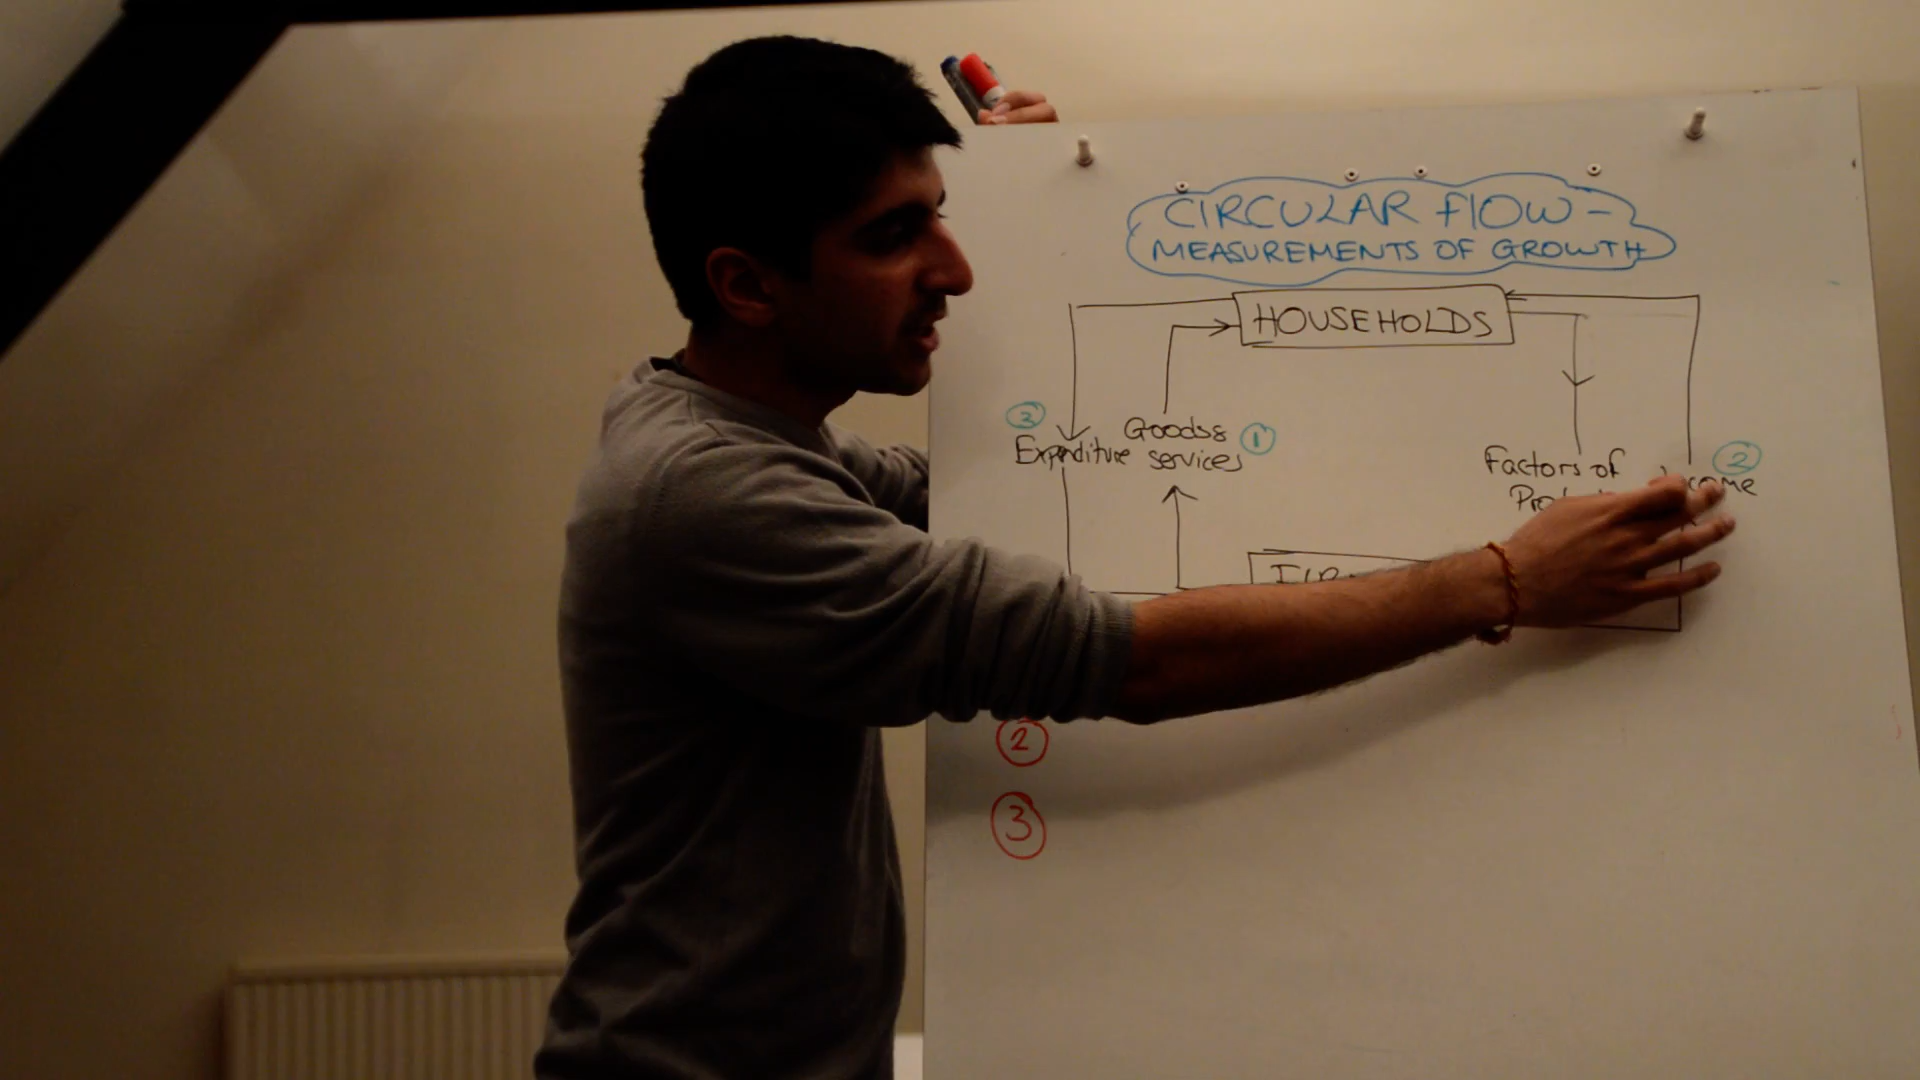 CIRCULAR FLOW -
MEASUREMENTS OF GROWTH
HOUSEHOLDS
3
Expenditure
Goods &
services
1
Factors of
2
2
3